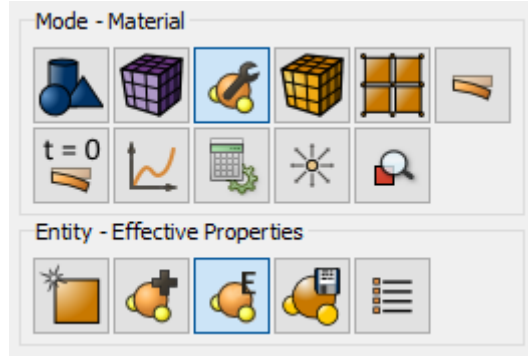 Mode - Material
t = 0
Entity - Effective Properties
E